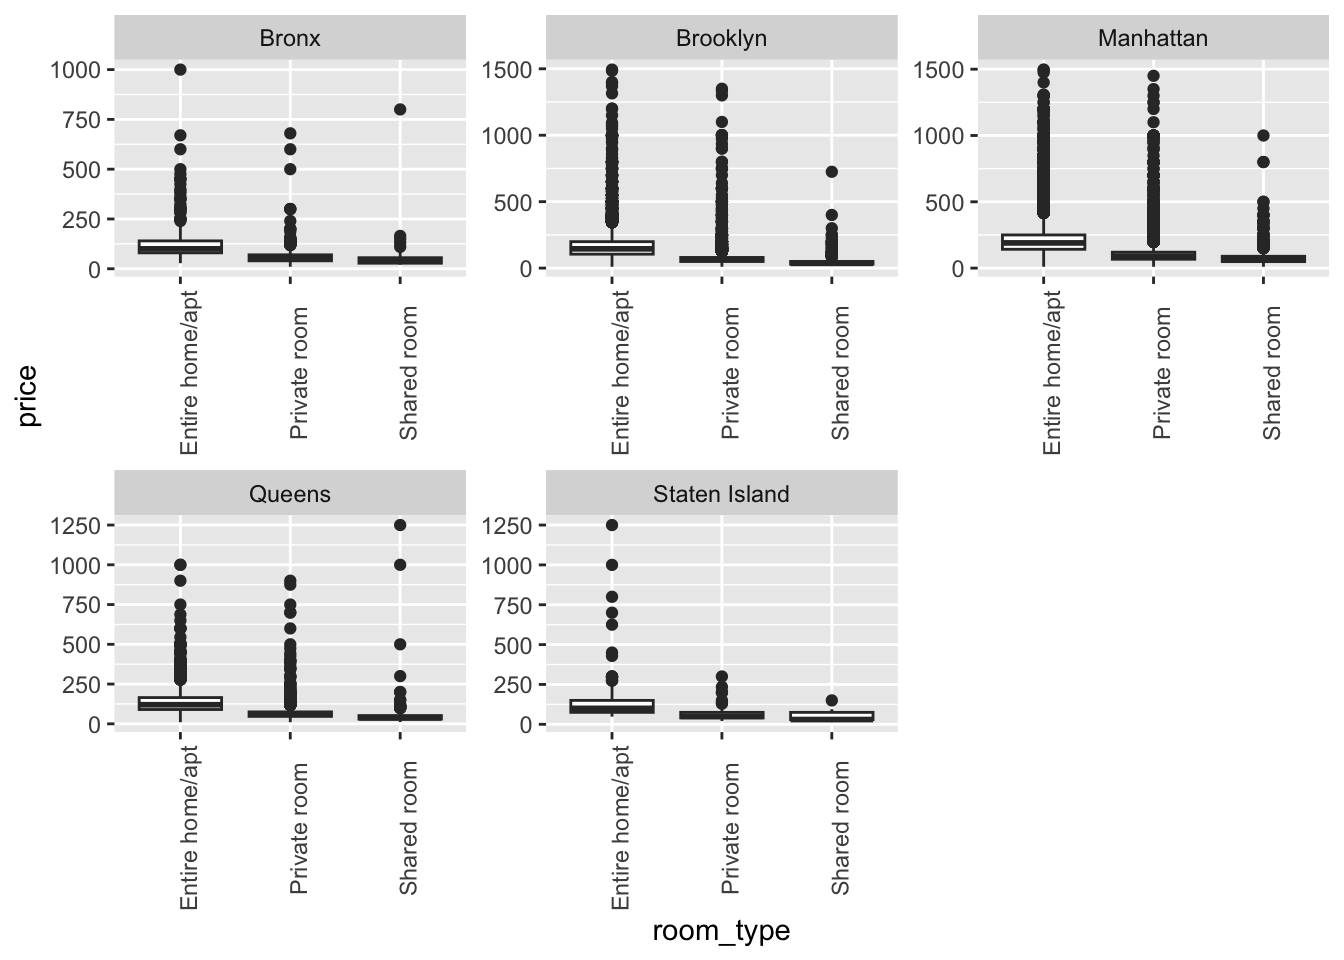 Bronx
Brooklyn
Manhattan
1000
750
500
250
0
1500
1000
500
0
1500
1000
500
0
Entire home/apt
Private room
Shared room
Entire home/apt
Private room
Shared room
Entire home/apt
Private room
Shared room
price
Queens
Staten Island
1250
1000
750
500
250
0
1250
1000
750
500
250
0
Entire home/apt
Private room
Shared room
Entire home/apt
Private room
Shared room
room_type